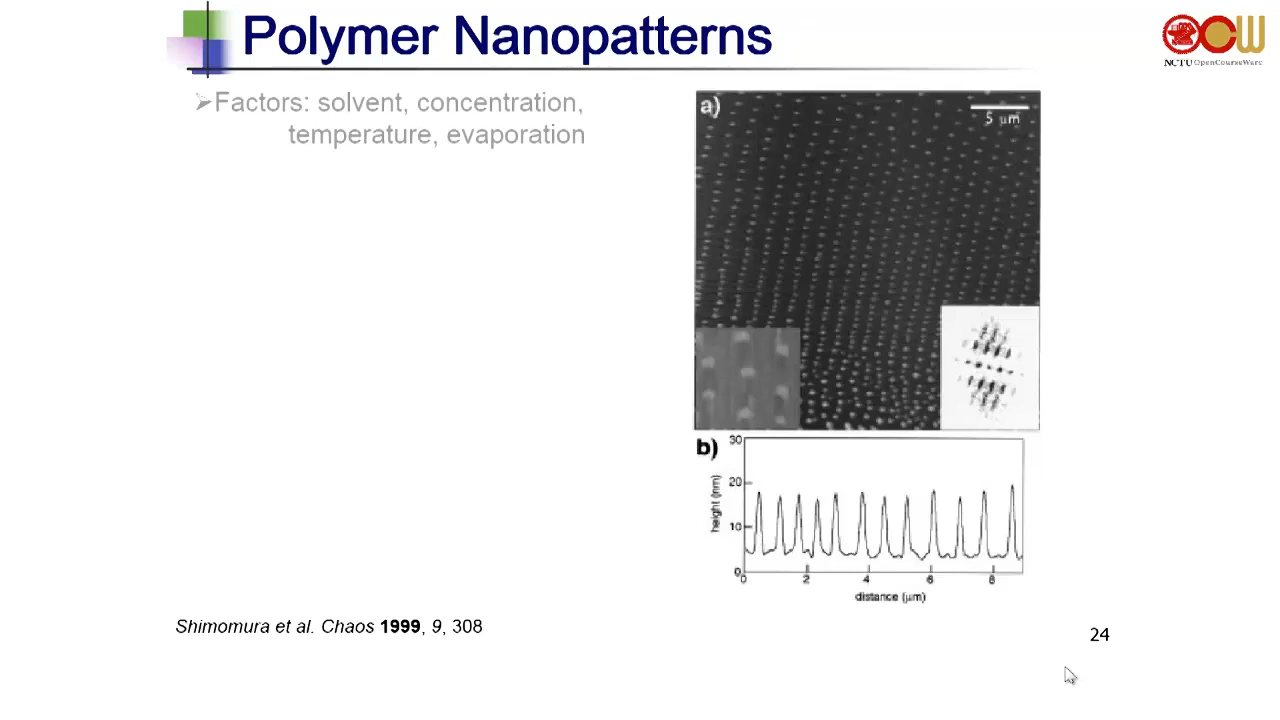 Polymer Nanopatterns
NCTU OpenCourseWare
➢Factors: solvent, concentration,
temperature, evaporation
a)
5 μm
b)
30
20
10
0
height (nm)
0 2 4 6 8
distance (μm)
Shimomura et al. Chaos 1999, 9, 308
24